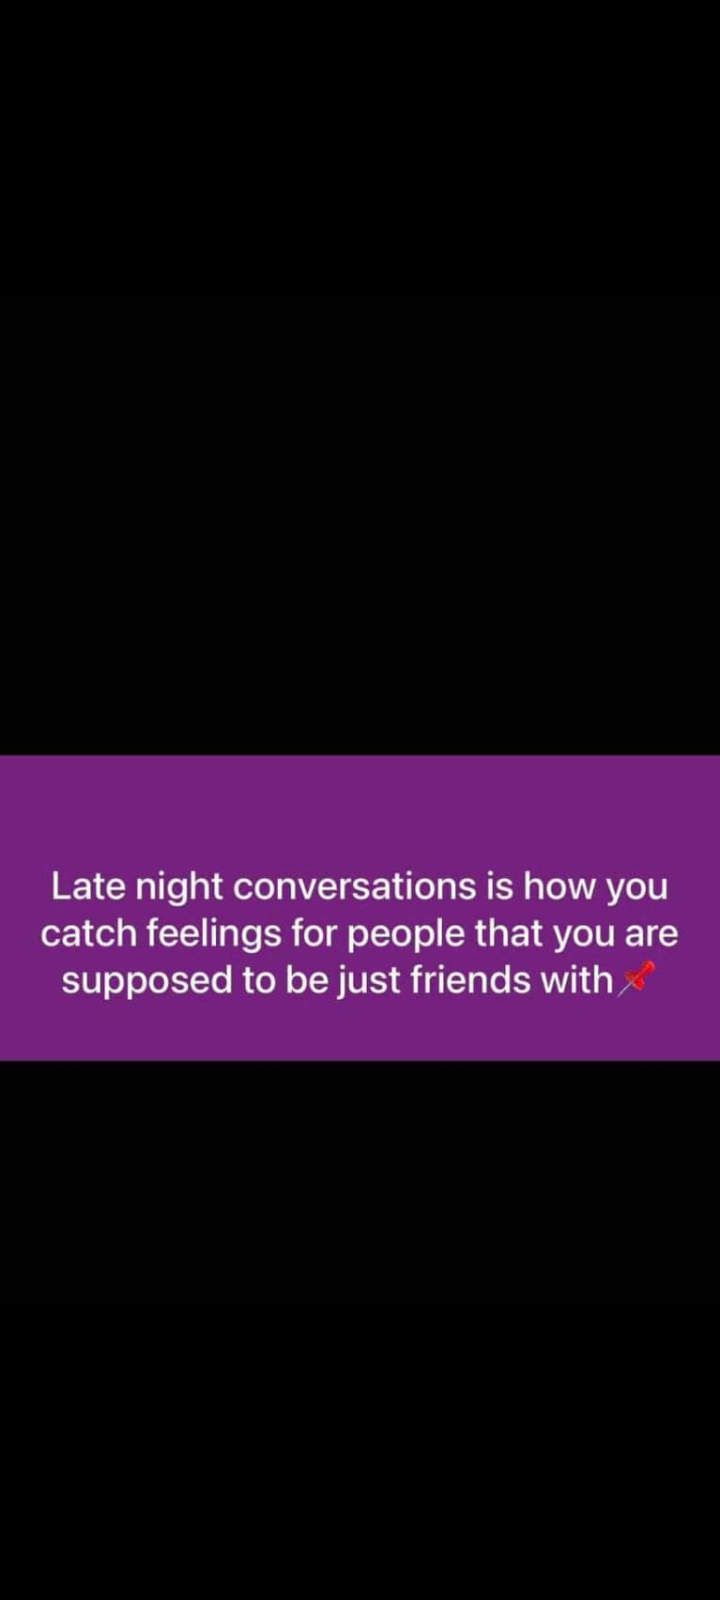 Late night conversations is how you
catch feelings for people that you are
supposed to be just friends with📌